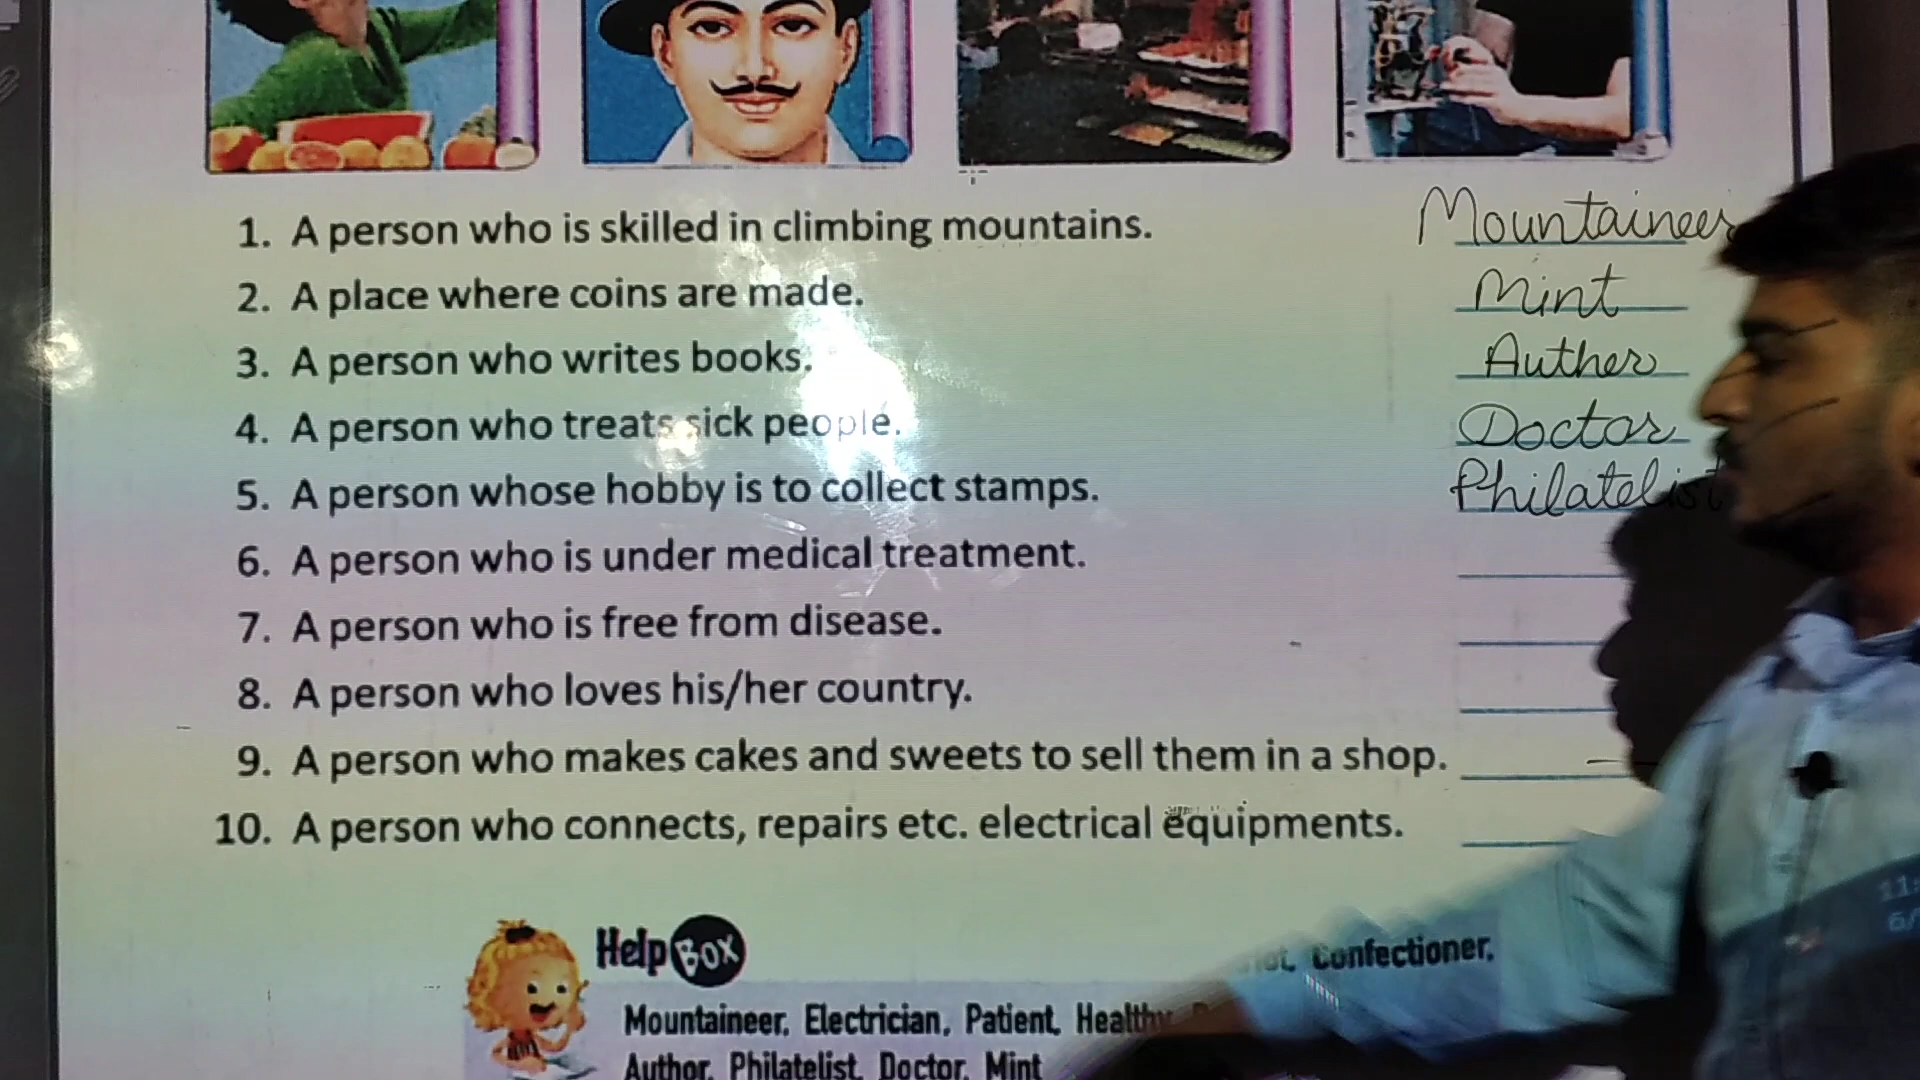 1. A person who is skilled in climbing mountains. Mountaineer
2. A place where coins are made. Mint
3. A person who writes books. Auther
4. A person who treats sick people. Doctor
5. A person whose hobby is to collect stamps. Philatelist
6. A person who is under medical treatment.
7. A person who is free from disease.
8. A person who loves his/her country.
9. A person who makes cakes and sweets to sell them in a shop.
10. A person who connects, repairs etc. electrical equipments.
Help Box
Confectioner,
Mountaineer, Electrician, Patient, Healthy
Author, Philatelist, Doctor, Mint